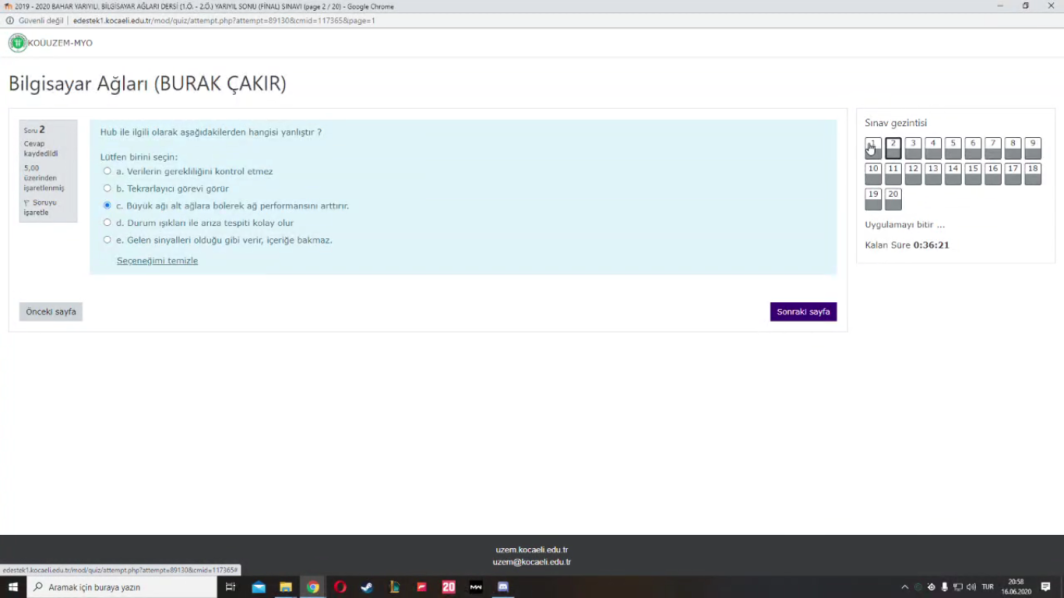 2019 - 2020 BAHAR YARIYILI, BİLGİSAYAR AĞLARI DERSİ (1.Ö. - 2.Ö.) YARIYIL SONU (FİNAL) SINAVI (page 2 / 20) - Google Chrome
Güvenli değil | edestek1.kocaeli.edu.tr/mod/quiz/attempt.php?attempt=89130&cmid=117365&page=1
KOÜUZEM-MYO
Bilgisayar Ağları (BURAK ÇAKIR)
Soru 2
Cevap
kaydedildi
5,00
üzerinden
işaretlenmiş
Soruyu
işaretle
Hub ile ilgili olarak aşağıdakilerden hangisi yanlıştır ?
Lütfen birini seçin:
a. Verilerin gerekliliğini kontrol etmez
b. Tekrarlayıcı görevi görür
c. Büyük ağı alt ağlara bölerek ağ performansını arttırır.
d. Durum ışıkları ile arıza tespiti kolay olur
e. Gelen sinyalleri olduğu gibi verir, içeriğe bakmaz.
Seçeneğimi temizle
Önceki sayfa
Sonraki sayfa
Sınav gezintisi
1 2 3 4 5 6 7 8 9
10 11 12 13 14 15 16 17 18
19 20
Uygulamayı bitir ...
Kalan Süre 0:36:21
uzem.kocaeli.edu.tr
uzem@kocaeli.edu.tr
edestek1.kocaeli.edu.tr/mod/quiz/attempt.php?attempt=89130&cmid=117365#
Aramak için buraya yazın
20
MW
TUR
20:58
16.06.2020